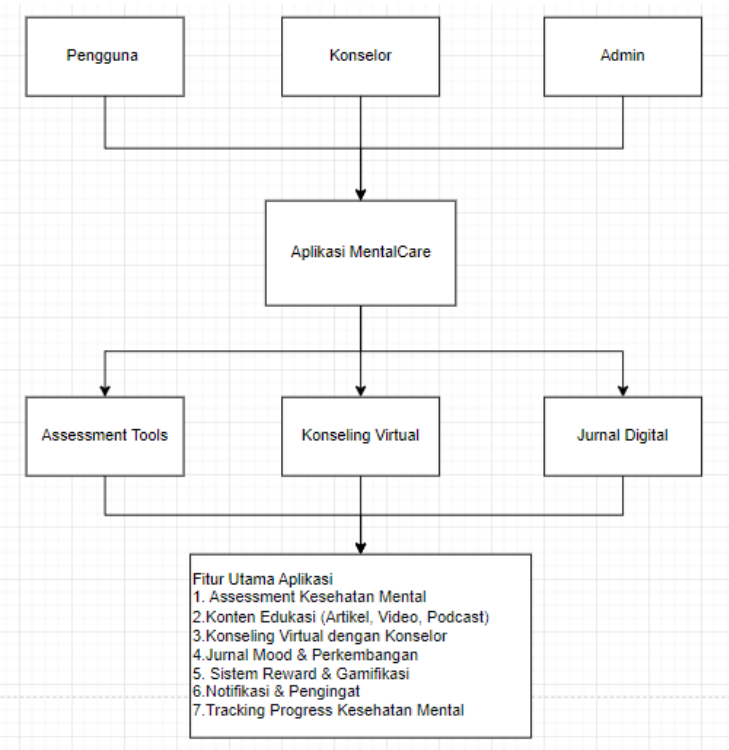 Pengguna
Konselor
Admin
Aplikasi MentalCare
Assessment Tools
Konseling Virtual
Jurnal Digital
Fitur Utama Aplikasi
1. Assessment Kesehatan Mental
2.Konten Edukasi (Artikel, Video, Podcast)
3.Konseling Virtual dengan Konselor
4.Jurnal Mood & Perkembangan
5. Sistem Reward & Gamifikasi
6.Notifikasi & Pengingat
7.Tracking Progress Kesehatan Mental